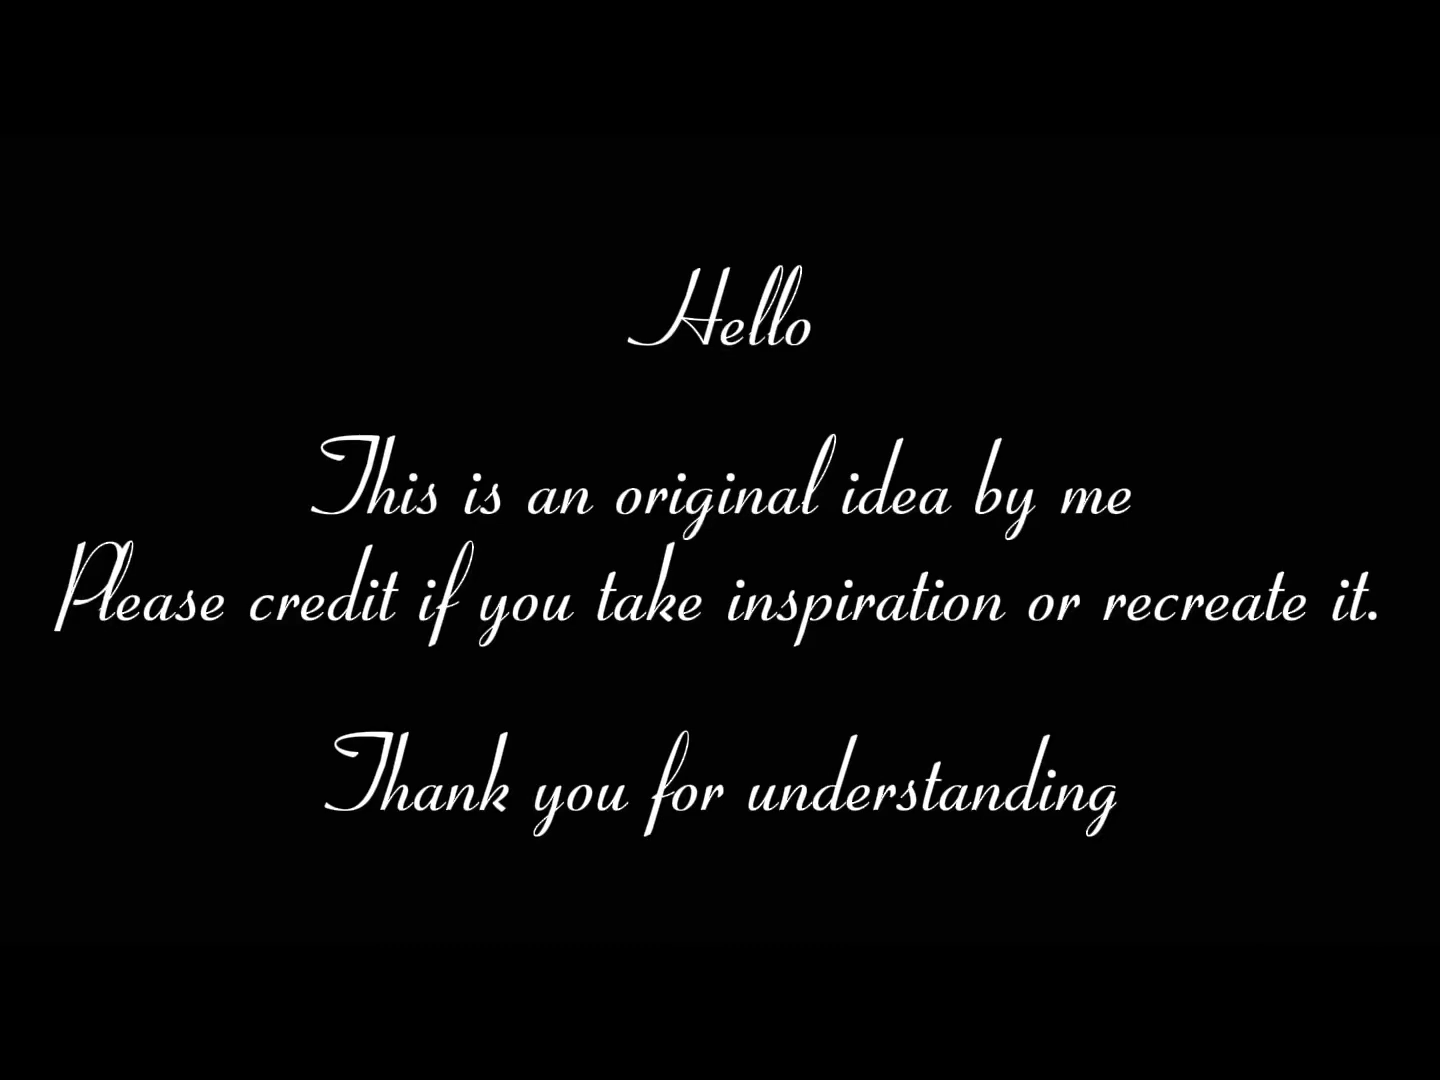 Hello
This is an original idea by me
Please credit if you take inspiration or recreate it.
Thank you for understanding